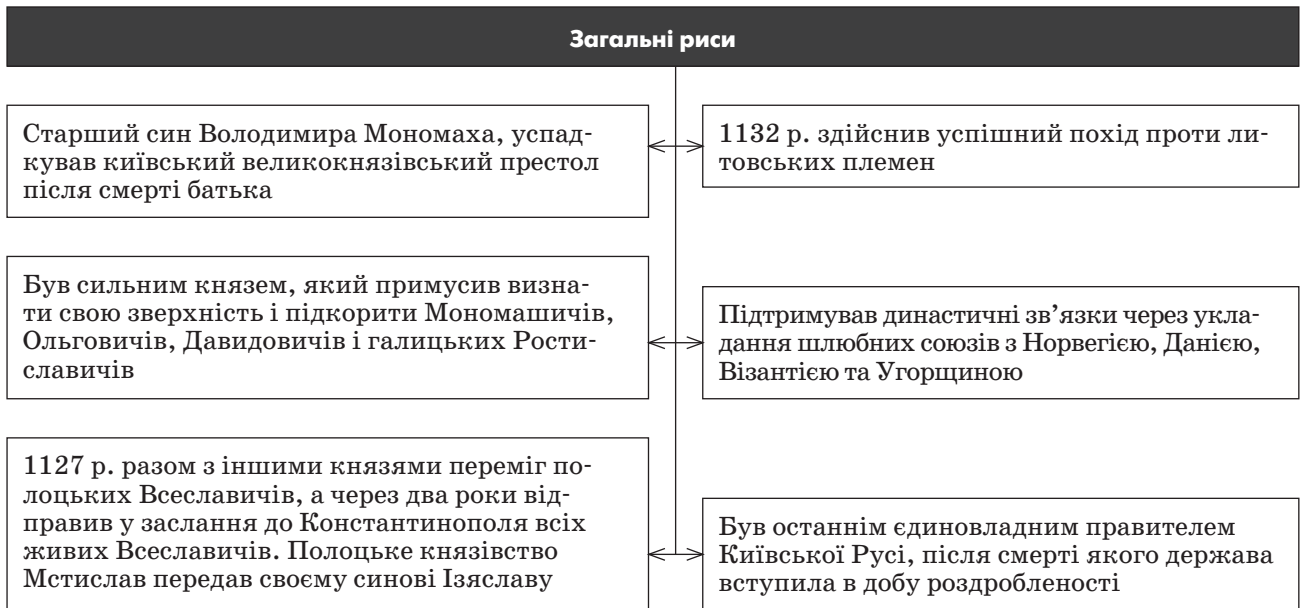 Загальні риси
Старший син Володимира Мономаха, успад-
кував київський великокнязівський престол
після смерті батька
1132 р. здійснив успішний похід проти ли-
товських племен
Був сильним князем, який примусив визна-
ти свою зверхність і підкорити Мономашичів,
Ольговичів, Давидовичів і галицьких Рости-
славичів
Підтримував династичні зв’язки через укла-
дання шлюбних союзів з Норвегією, Данією,
Візантією та Угорщиною
1127 р. разом з іншими князями переміг по-
лоцьких Всеславичів, а через два роки від-
правив у заслання до Константинополя всіх
живих Всеславичів. Полоцьке князівство
Мстислав передав своєму синові Ізяславу
Був останнім єдиновладним правителем
Київської Русі, після смерті якого держава
вступила в добу роздробленості